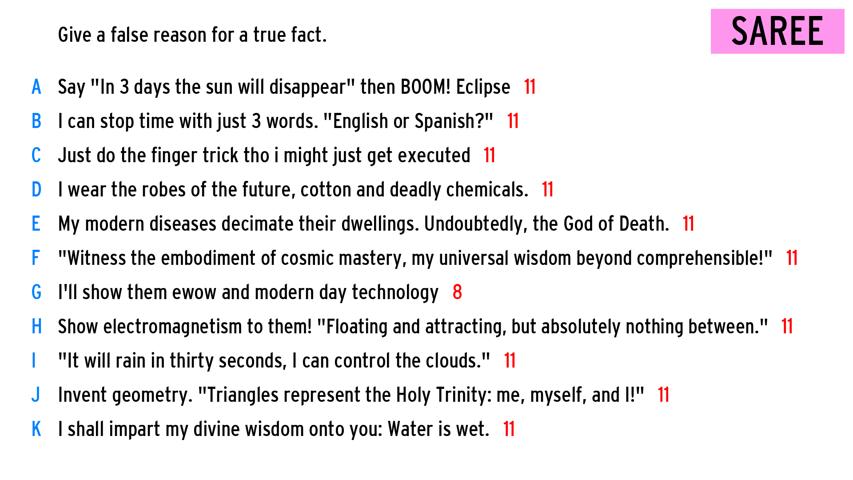 Give a false reason for a true fact.
SAREE
A Say "In 3 days the sun will disappear" then BOOM! Eclipse 11
B I can stop time with just 3 words. "English or Spanish?" 11
C Just do the finger trick tho i might just get executed 11
D I wear the robes of the future, cotton and deadly chemicals. 11
E My modern diseases decimate their dwellings. Undoubtedly, the God of Death. 11
F "Witness the embodiment of cosmic mastery, my universal wisdom beyond comprehensible!" 11
G I'll show them ewow and modern day technology 8
H Show electromagnetism to them! "Floating and attracting, but absolutely nothing between." 11
I "It will rain in thirty seconds, I can control the clouds." 11
J Invent geometry. "Triangles represent the Holy Trinity: me, myself, and I!" 11
K I shall impart my divine wisdom onto you: Water is wet. 11